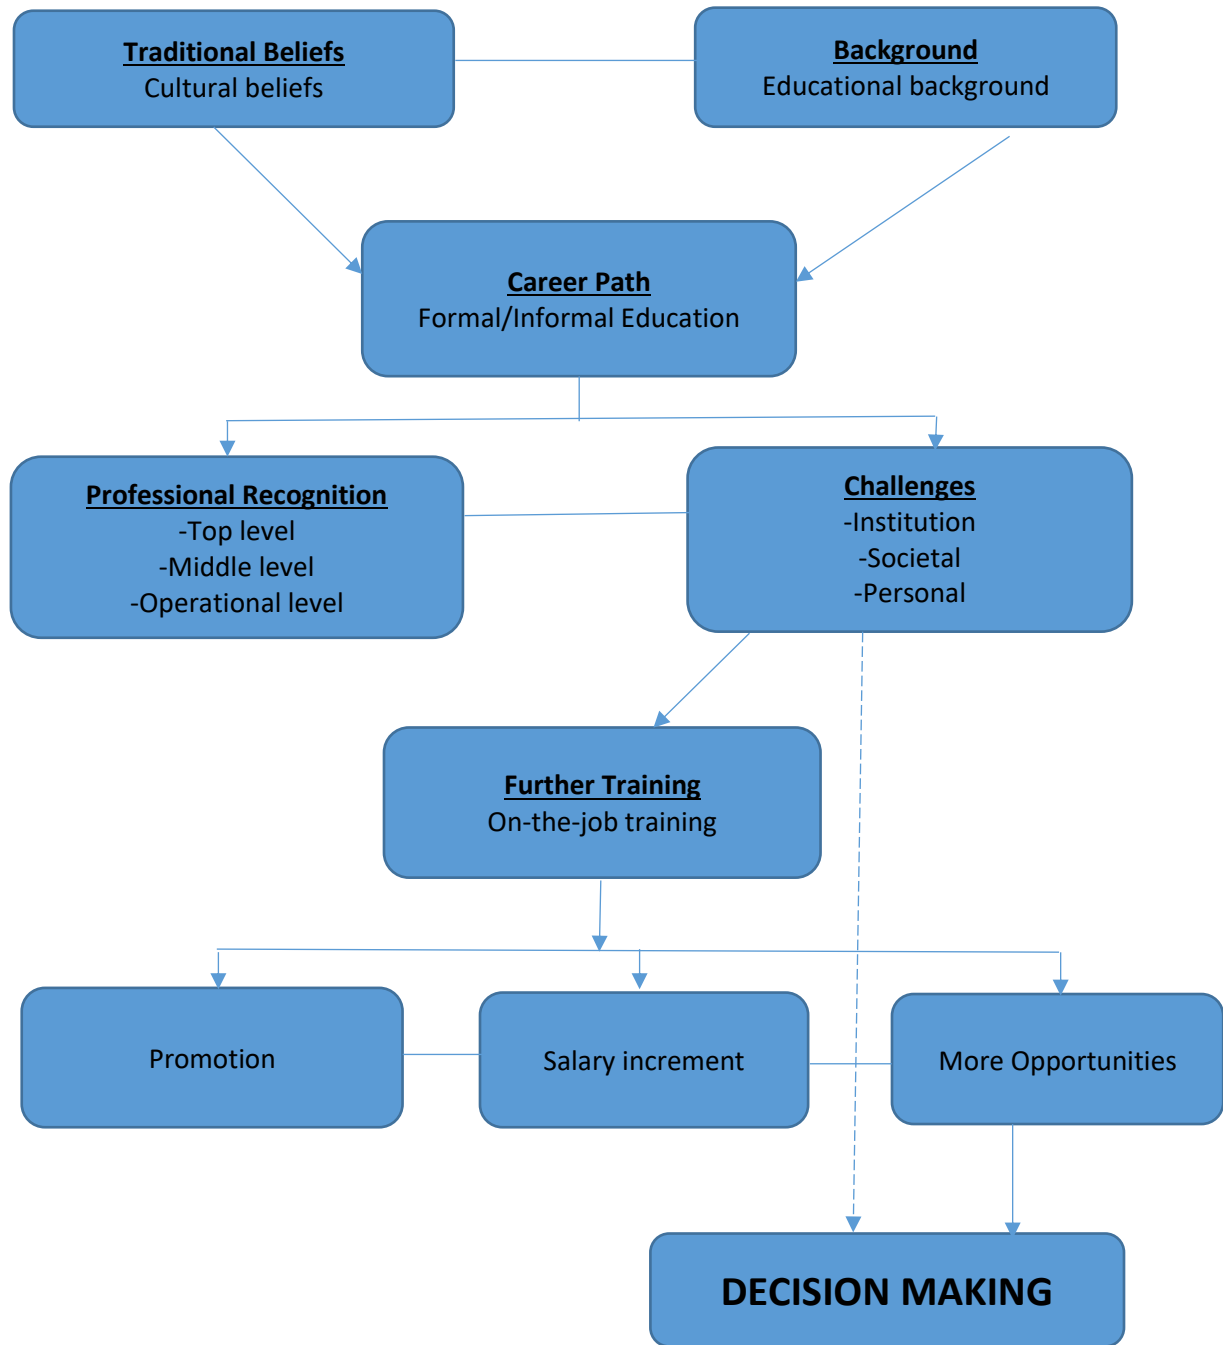 Traditional Beliefs
Cultural beliefs
Background
Educational background
Career Path
Formal/Informal Education
Professional Recognition
-Top level
-Middle level
-Operational level
Challenges
-Institution
-Societal
-Personal
Further Training
On-the-job training
Promotion
Salary increment
More Opportunities
DECISION MAKING